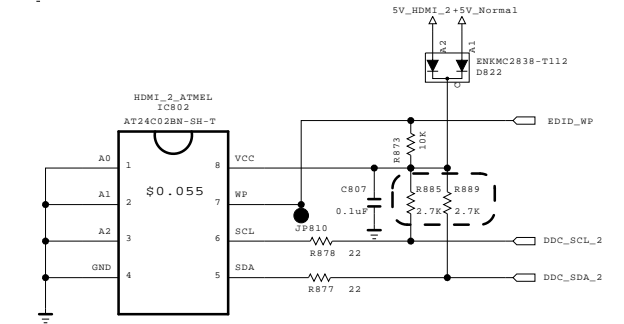 5V_HDMI_2 +5V_Normal
A2
A1
ENKMC2838-T112
D822
HDMI_2_ATMEL
IC802
AT24C02BN-SH-T
EDID_WP
R873
10K
A0
1
8
VCC
$0.055
C807
R885
R889
A1
2
7
WP
0.1uF
2.7K
2.7K
JP810
A2
3
6
SCL
DDC_SCL_2
R878 22
GND
4
5
SDA
DDC_SDA_2
R877 22